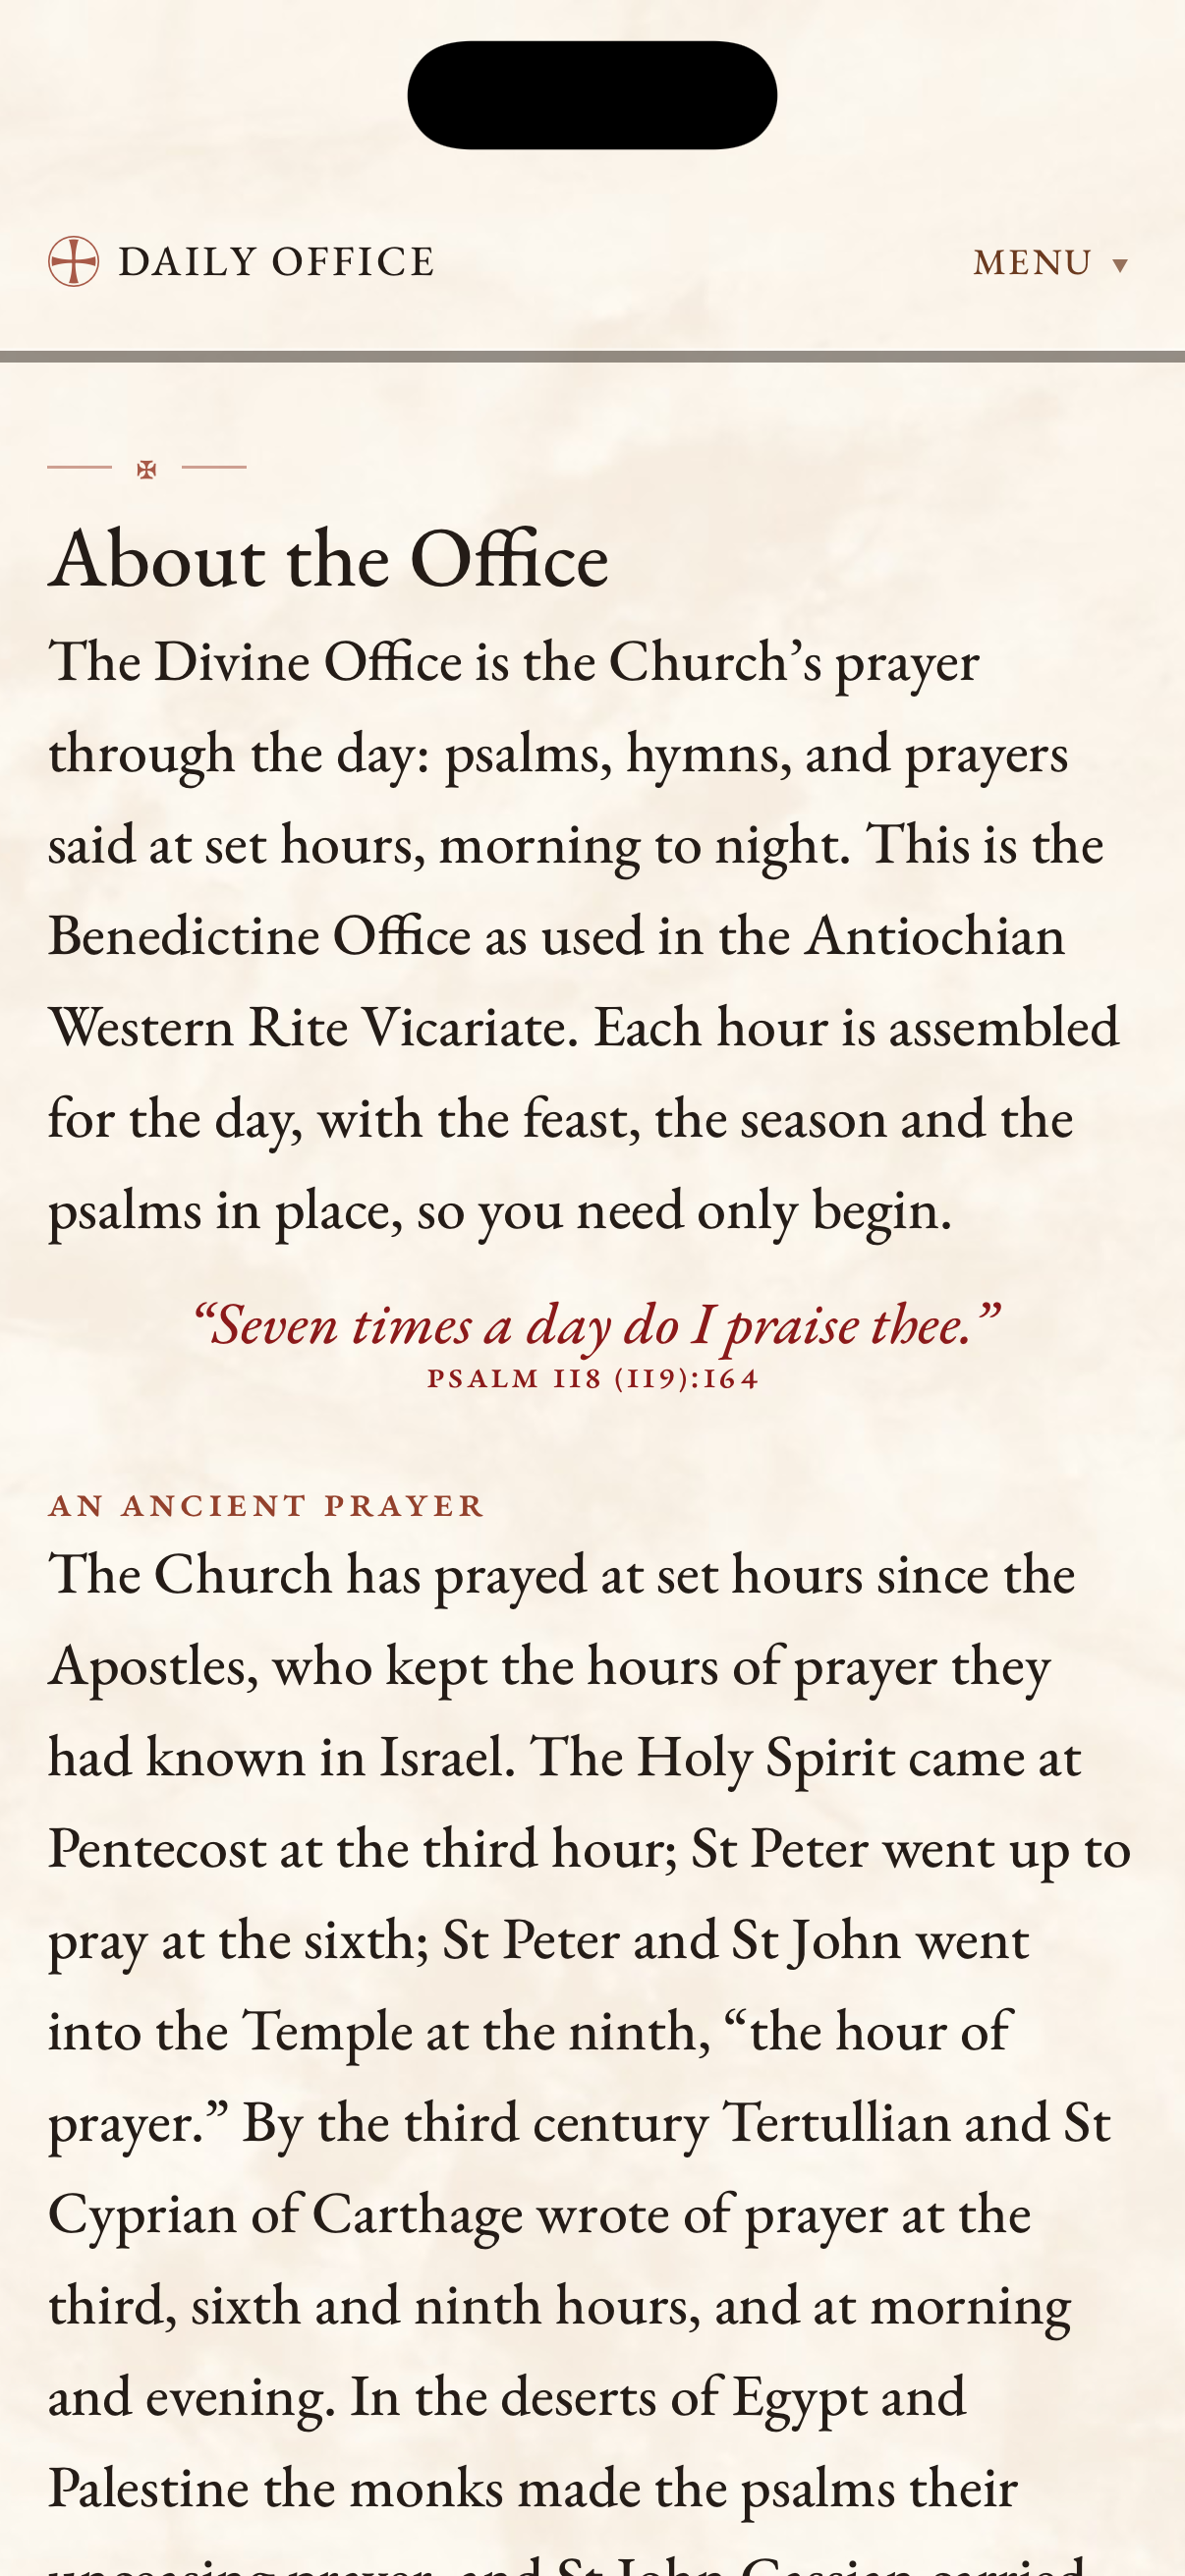 DAILY OFFICE
MENU ▼
✠
About the Office
The Divine Office is the Church’s prayer
through the day: psalms, hymns, and prayers
said at set hours, morning to night. This is the
Benedictine Office as used in the Antiochian
Western Rite Vicariate. Each hour is assembled
for the day, with the feast, the season and the
psalms in place, so you need only begin.
“Seven times a day do I praise thee.”
PSALM 118 (119):164
AN ANCIENT PRAYER
The Church has prayed at set hours since the
Apostles, who kept the hours of prayer they
had known in Israel. The Holy Spirit came at
Pentecost at the third hour; St Peter went up to
pray at the sixth; St Peter and St John went
into the Temple at the ninth, “the hour of
prayer.” By the third century Tertullian and St
Cyprian of Carthage wrote of prayer at the
third, sixth and ninth hours, and at morning
and evening. In the deserts of Egypt and
Palestine the monks made the psalms their
unceasing prayer, and St John Cassian carried